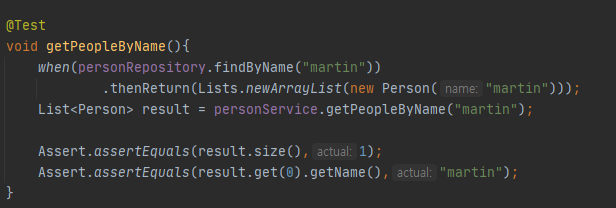 @Test
void getPeopleByName(){
    when(personRepository.findByName("martin"))
            .thenReturn(Lists.newArrayList(new Person( name: "martin")));
    List<Person> result = personService.getPeopleByName("martin");

    Assert.assertEquals(result.size(), actual: 1);
    Assert.assertEquals(result.get(0).getName(), actual: "martin");
}